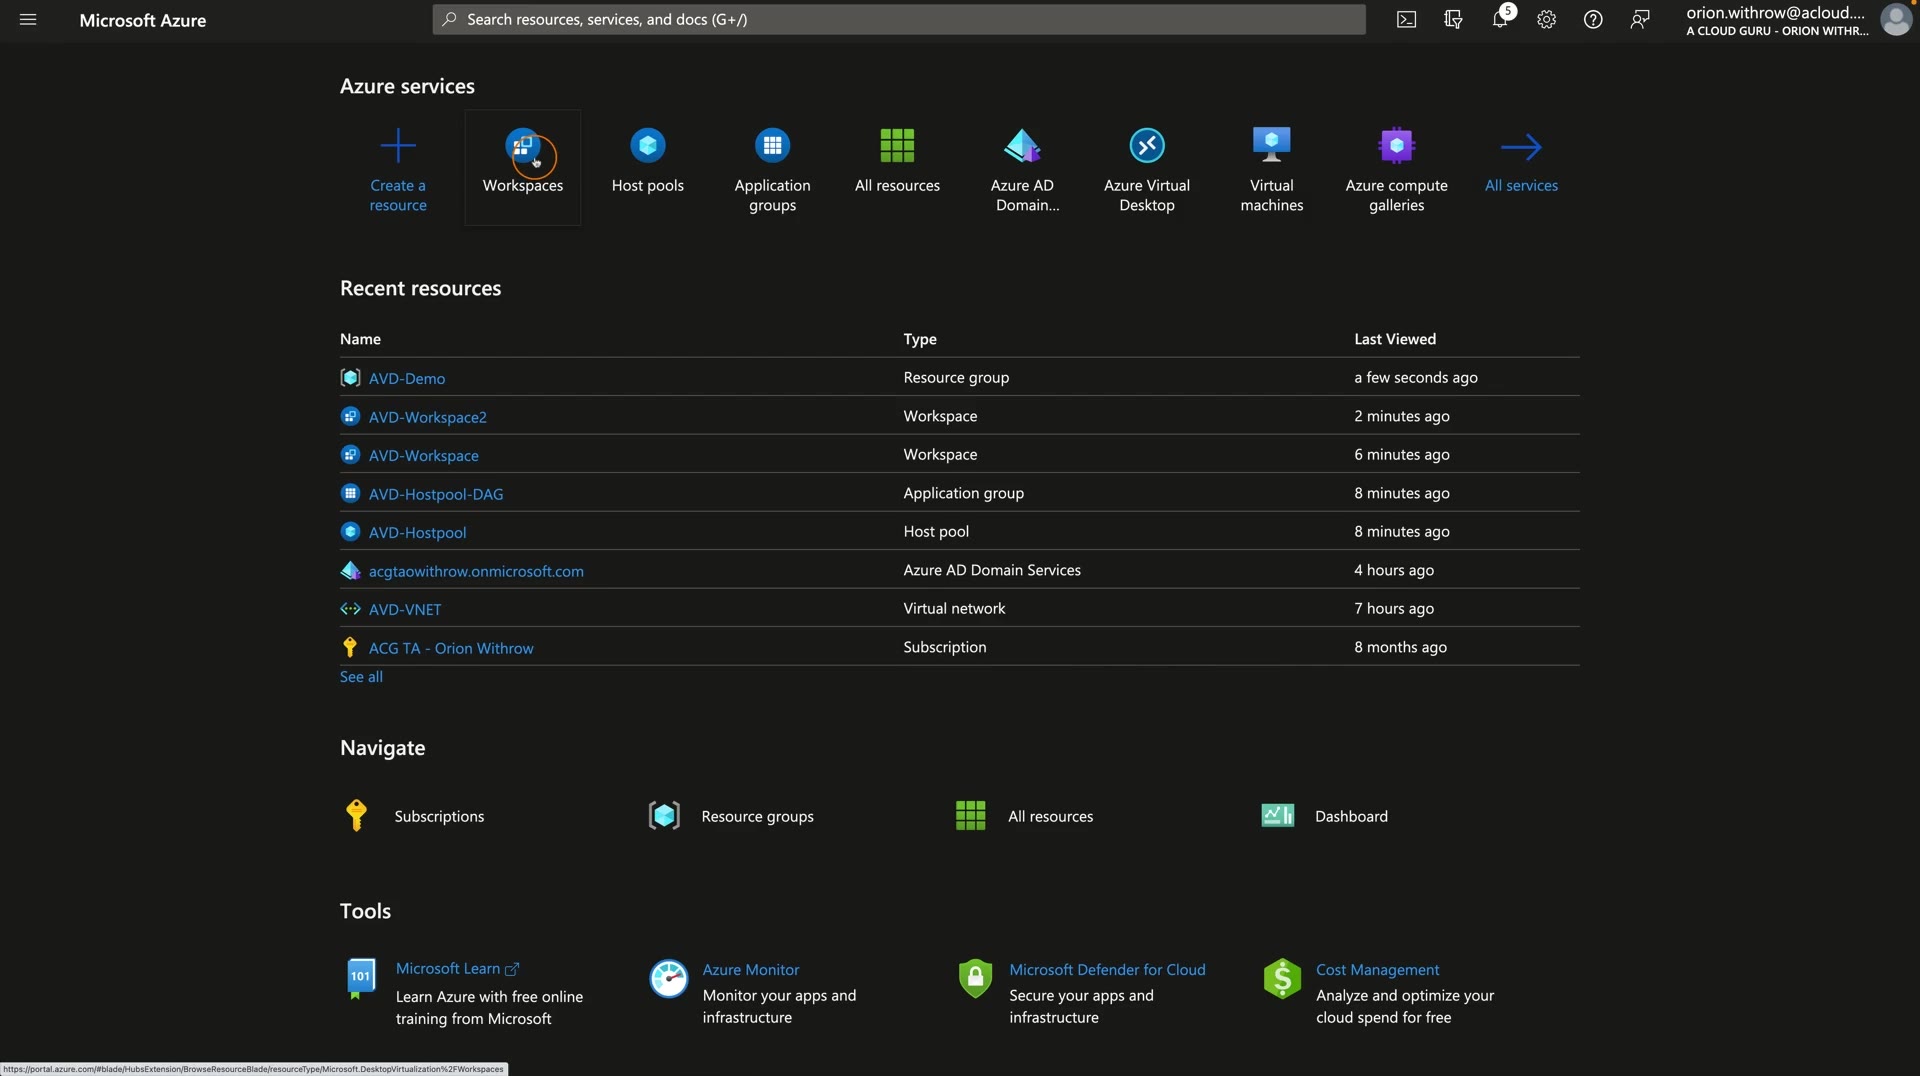 Microsoft Azure
Search resources, services, and docs (G+/)
5
orion.withrow@acloud....
A CLOUD GURU - ORION WITHR...
Azure services
Create a
resource
Workspaces
Host pools
Application
groups
All resources
Azure AD
Domain...
Azure Virtual
Desktop
Virtual
machines
Azure compute
galleries
All services
Recent resources
Name Type Last Viewed
AVD-Demo Resource group a few seconds ago
AVD-Workspace2 Workspace 2 minutes ago
AVD-Workspace Workspace 6 minutes ago
AVD-Hostpool-DAG Application group 8 minutes ago
AVD-Hostpool Host pool 8 minutes ago
acgtaowithrow.onmicrosoft.com Azure AD Domain Services 4 hours ago
AVD-VNET Virtual network 7 hours ago
ACG TA - Orion Withrow Subscription 8 months ago
See all
Navigate
Subscriptions Resource groups All resources Dashboard
Tools
101
Microsoft Learn
Learn Azure with free online
training from Microsoft
Azure Monitor
Monitor your apps and
infrastructure
Microsoft Defender for Cloud
Secure your apps and
infrastructure
Cost Management
Analyze and optimize your
cloud spend for free
https://portal.azure.com/#blade/HubsExtension/BrowseResourceBlade/resourceType/Microsoft.DesktopVirtualization%2FWorkspaces